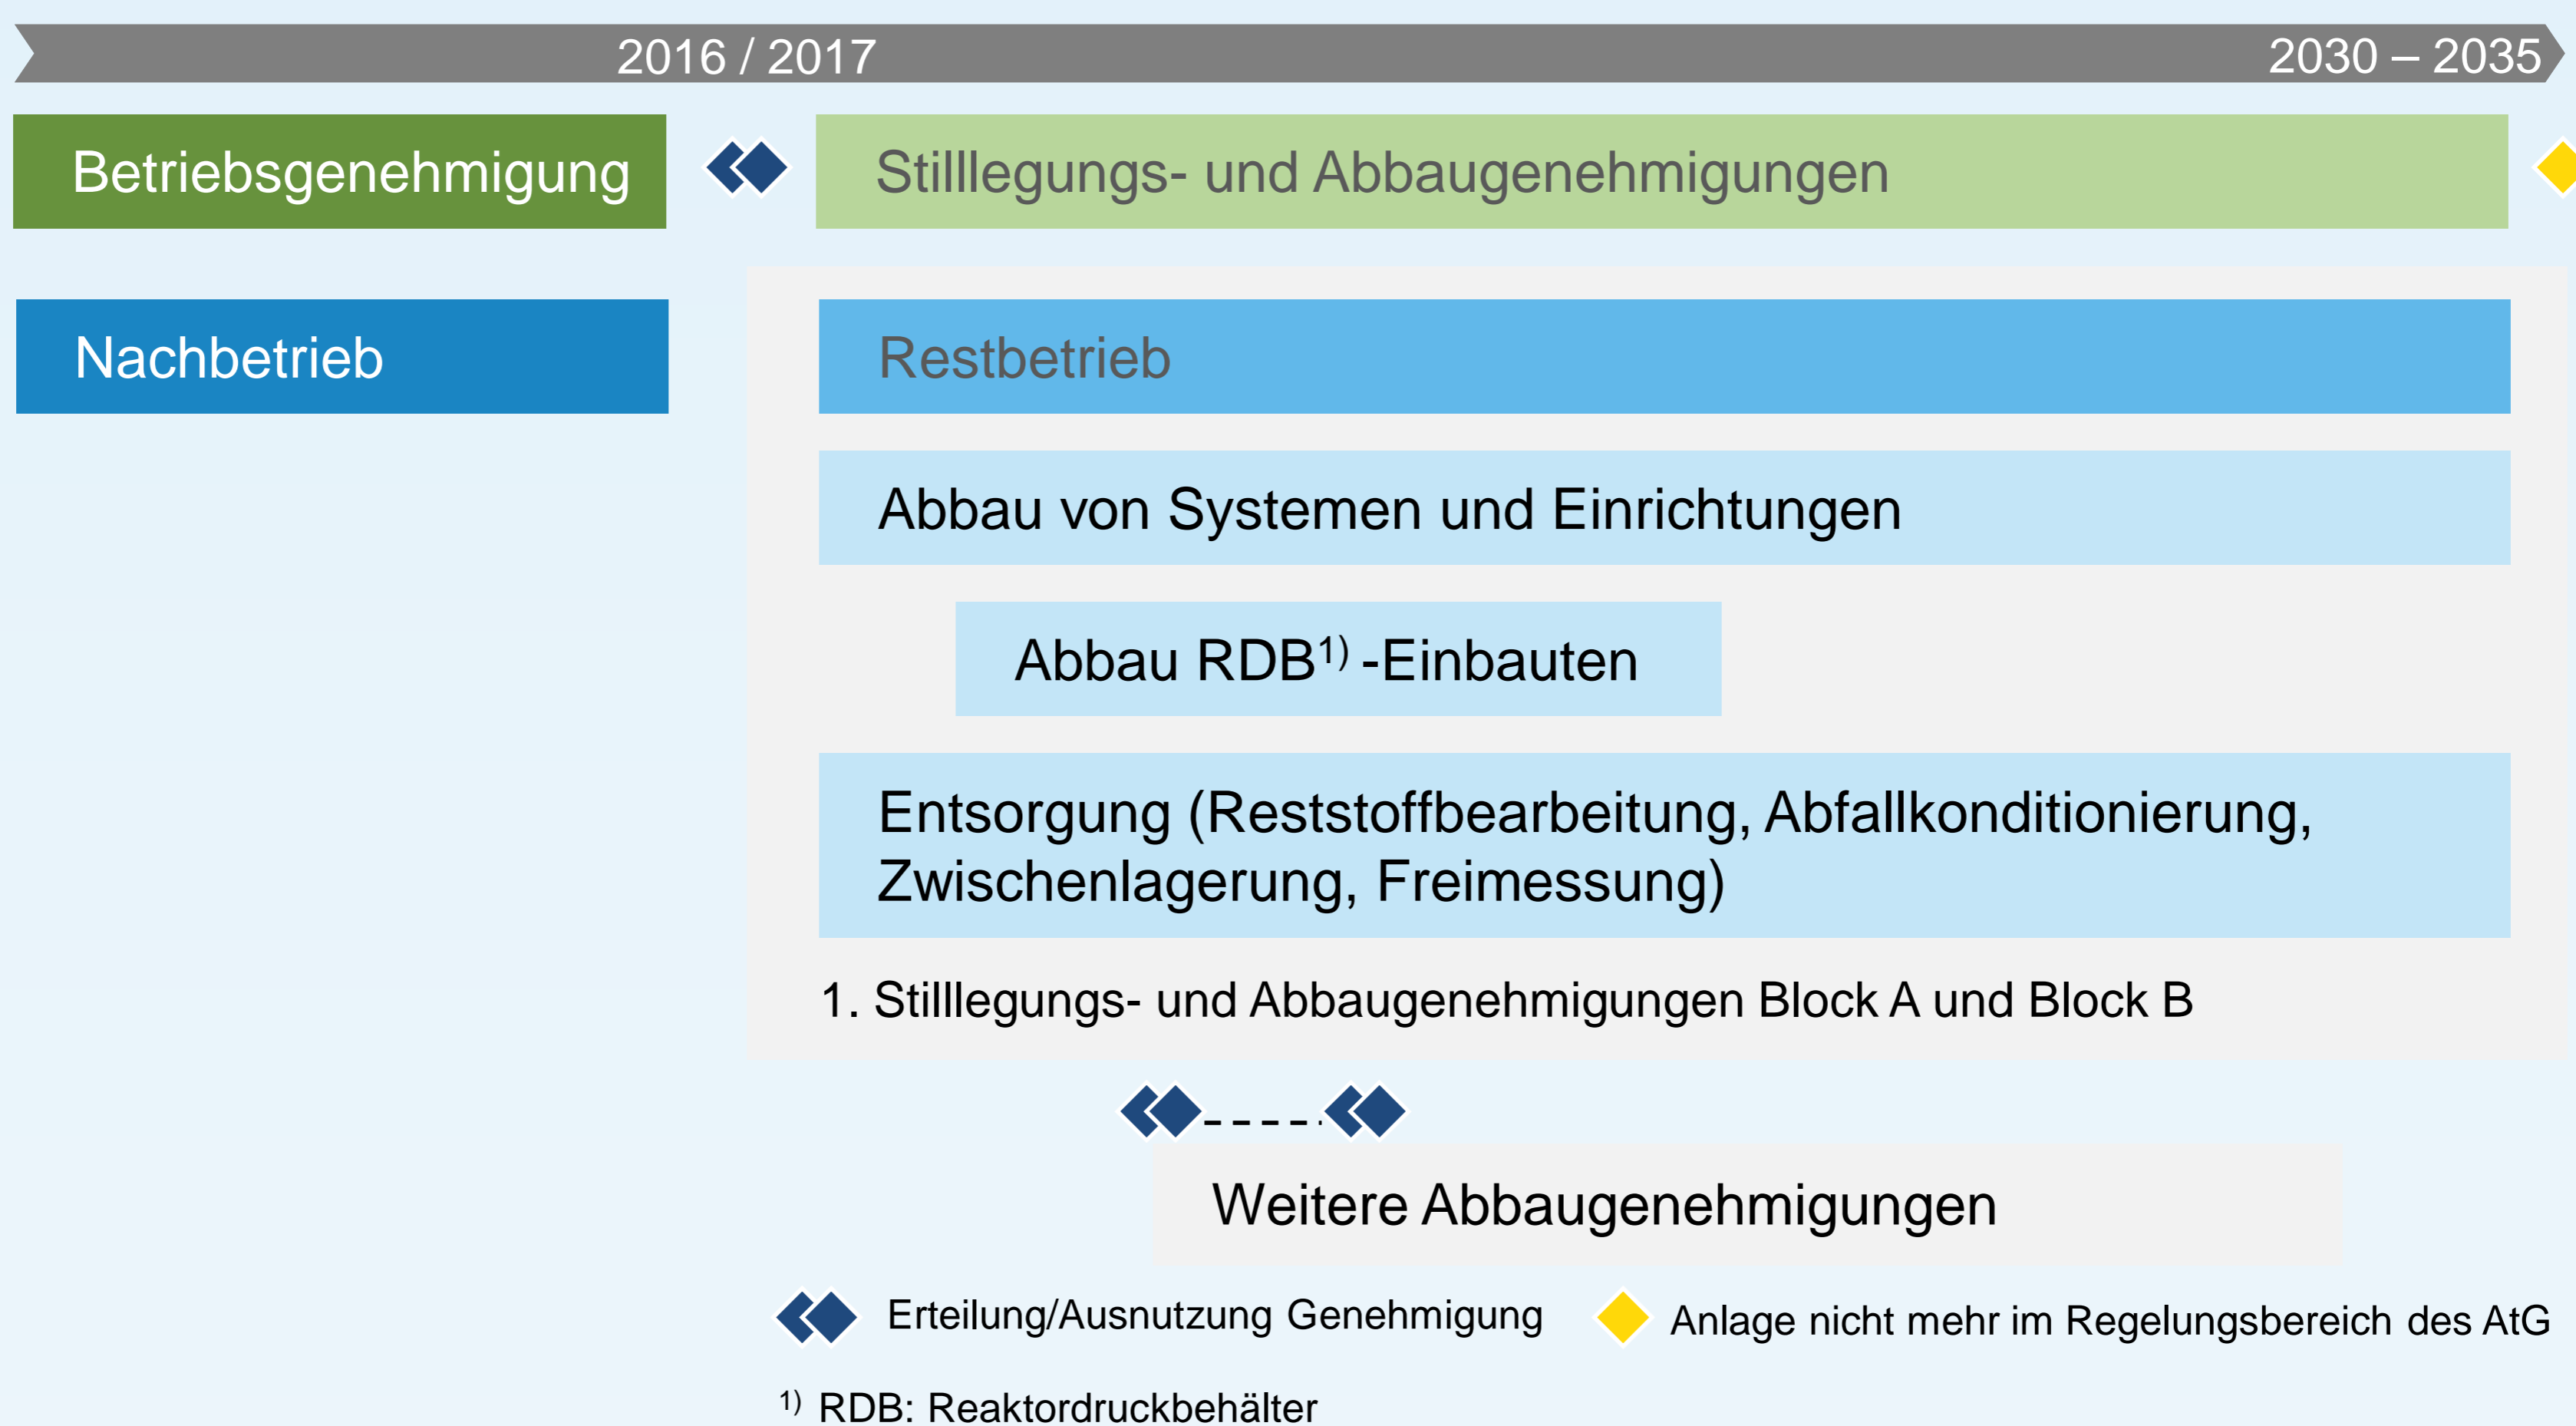 2016 / 2017
2030 – 2035
Betriebsgenehmigung
Stilllegungs- und Abbaugenehmigungen
Nachbetrieb
Restbetrieb
Abbau von Systemen und Einrichtungen
Abbau RDB¹⁾ -Einbauten
Entsorgung (Reststoffbearbeitung, Abfallkonditionierung,
Zwischenlagerung, Freimessung)
1. Stilllegungs- und Abbaugenehmigungen Block A und Block B
Weitere Abbaugenehmigungen
Erteilung/Ausnutzung Genehmigung
Anlage nicht mehr im Regelungsbereich des AtG
¹⁾ RDB: Reaktordruckbehälter